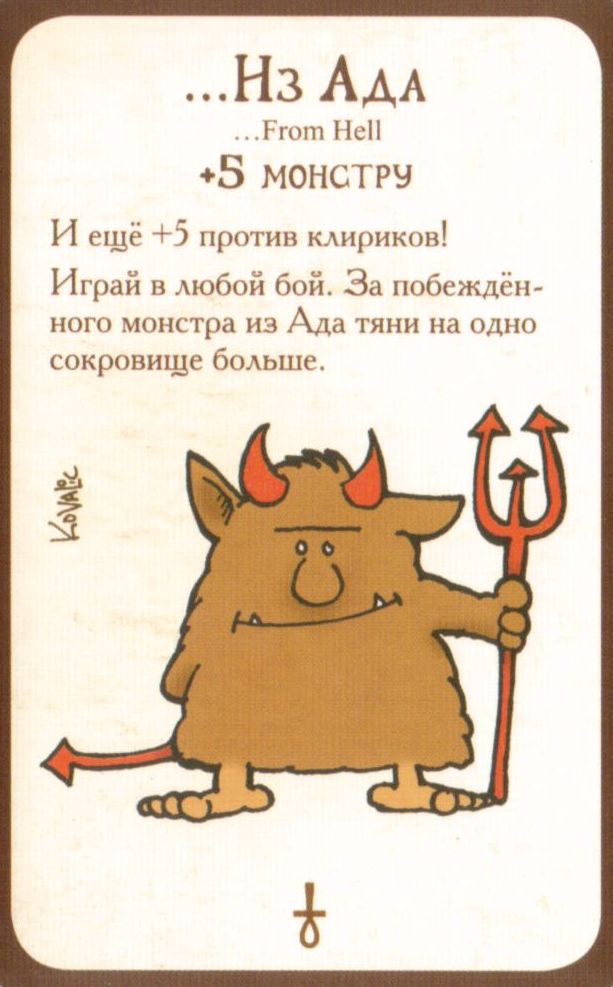 ...Из Ада
...From Hell
+5 монстру
И ещё +5 против клириков!
Играй в любой бой. За побеждён-
ного монстра из Ада тяни на одно
сокровище больше.
Kovalic